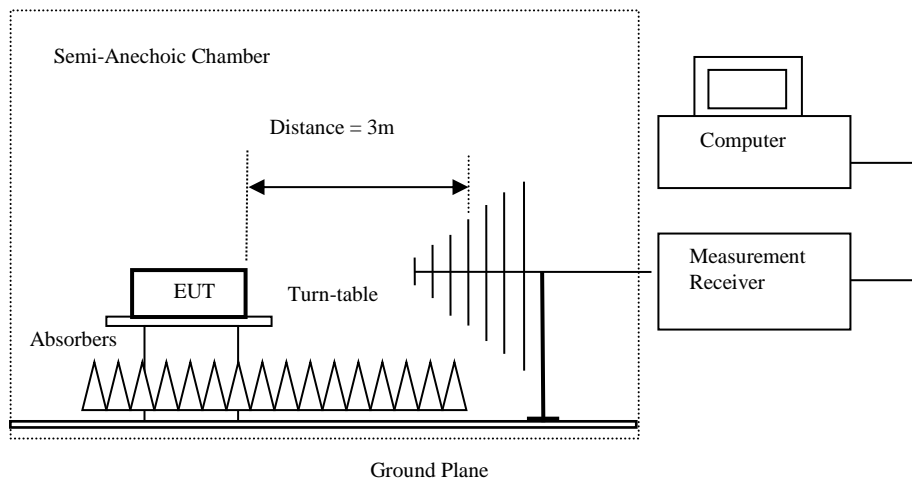 Semi-Anechoic Chamber
Distance = 3m
Computer
Measurement
Receiver
EUT
Turn-table
Absorbers
Ground Plane